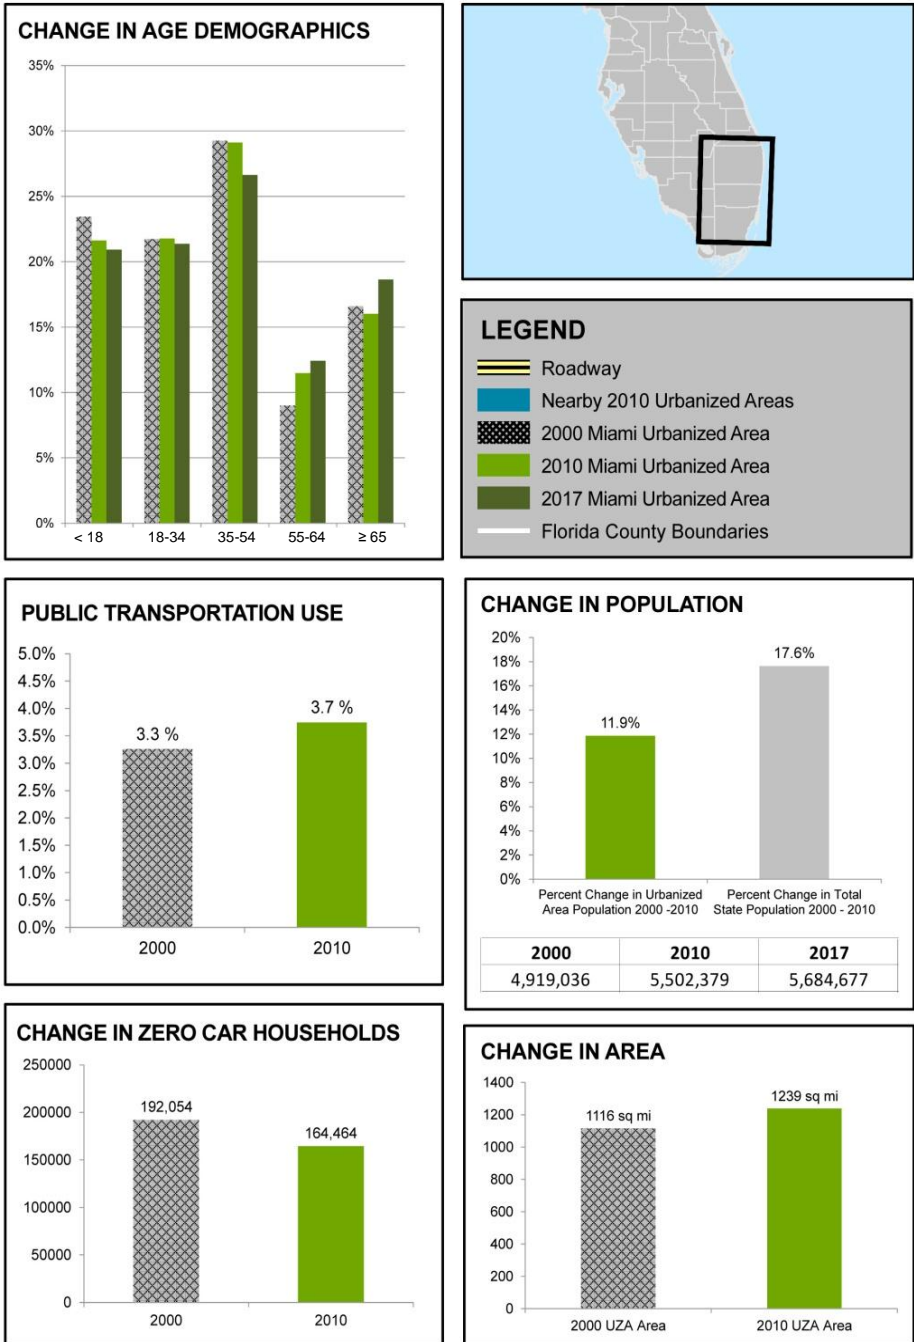 CHANGE IN AGE DEMOGRAPHICS
35%
30%
25%
20%
15%
10%
5%
0%
< 18 18-34 35-54 55-64 ≥ 65
LEGEND
Roadway
Nearby 2010 Urbanized Areas
2000 Miami Urbanized Area
2010 Miami Urbanized Area
2017 Miami Urbanized Area
Florida County Boundaries
PUBLIC TRANSPORTATION USE
5.0%
4.5%
4.0%
3.5%
3.0%
2.5%
2.0%
1.5%
1.0%
0.5%
0.0%
3.3 %
3.7 %
2000 2010
CHANGE IN POPULATION
20%
18%
16%
14%
12%
10%
8%
6%
4%
2%
0%
11.9%
17.6%
Percent Change in Urbanized
Area Population 2000 -2010
Percent Change in Total
State Population 2000 - 2010
2000 2010 2017
4,919,036 5,502,379 5,684,677
CHANGE IN ZERO CAR HOUSEHOLDS
250000
200000
150000
100000
50000
0
192,054
164,464
2000 2010
CHANGE IN AREA
1400
1200
1000
800
600
400
200
0
1116 sq mi
1239 sq mi
2000 UZA Area 2010 UZA Area